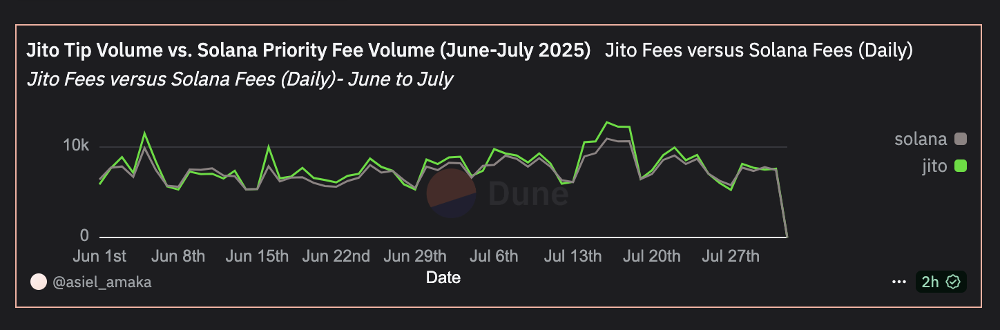 Jito Tip Volume vs. Solana Priority Fee Volume (June-July 2025) Jito Fees versus Solana Fees (Daily)
Jito Fees versus Solana Fees (Daily)- June to July
10k
0
solana
jito
Dune
Jun 1st Jun 8th Jun 15th Jun 22nd Jun 29th Jul 6th Jul 13th Jul 20th Jul 27th
Date
@asiel_amaka
... 2h